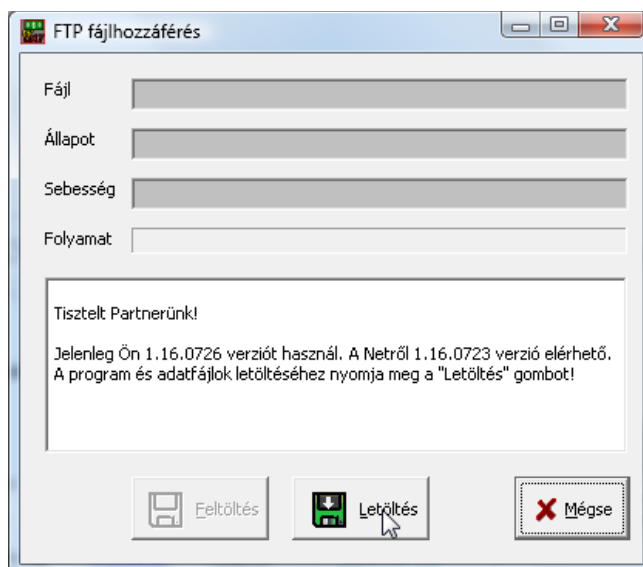 FTP fájlhozzáférés
Fájl
Állapot
Sebesség
Folyamat
Tisztelt Partnerünk!
Jelenleg Ön 1.16.0726 verziót használ. A Netről 1.16.0723 verzió elérhető.
A program és adatfájlok letöltéséhez nyomja meg a "Letöltés" gombot!
Feltöltés
Letöltés
Mégse